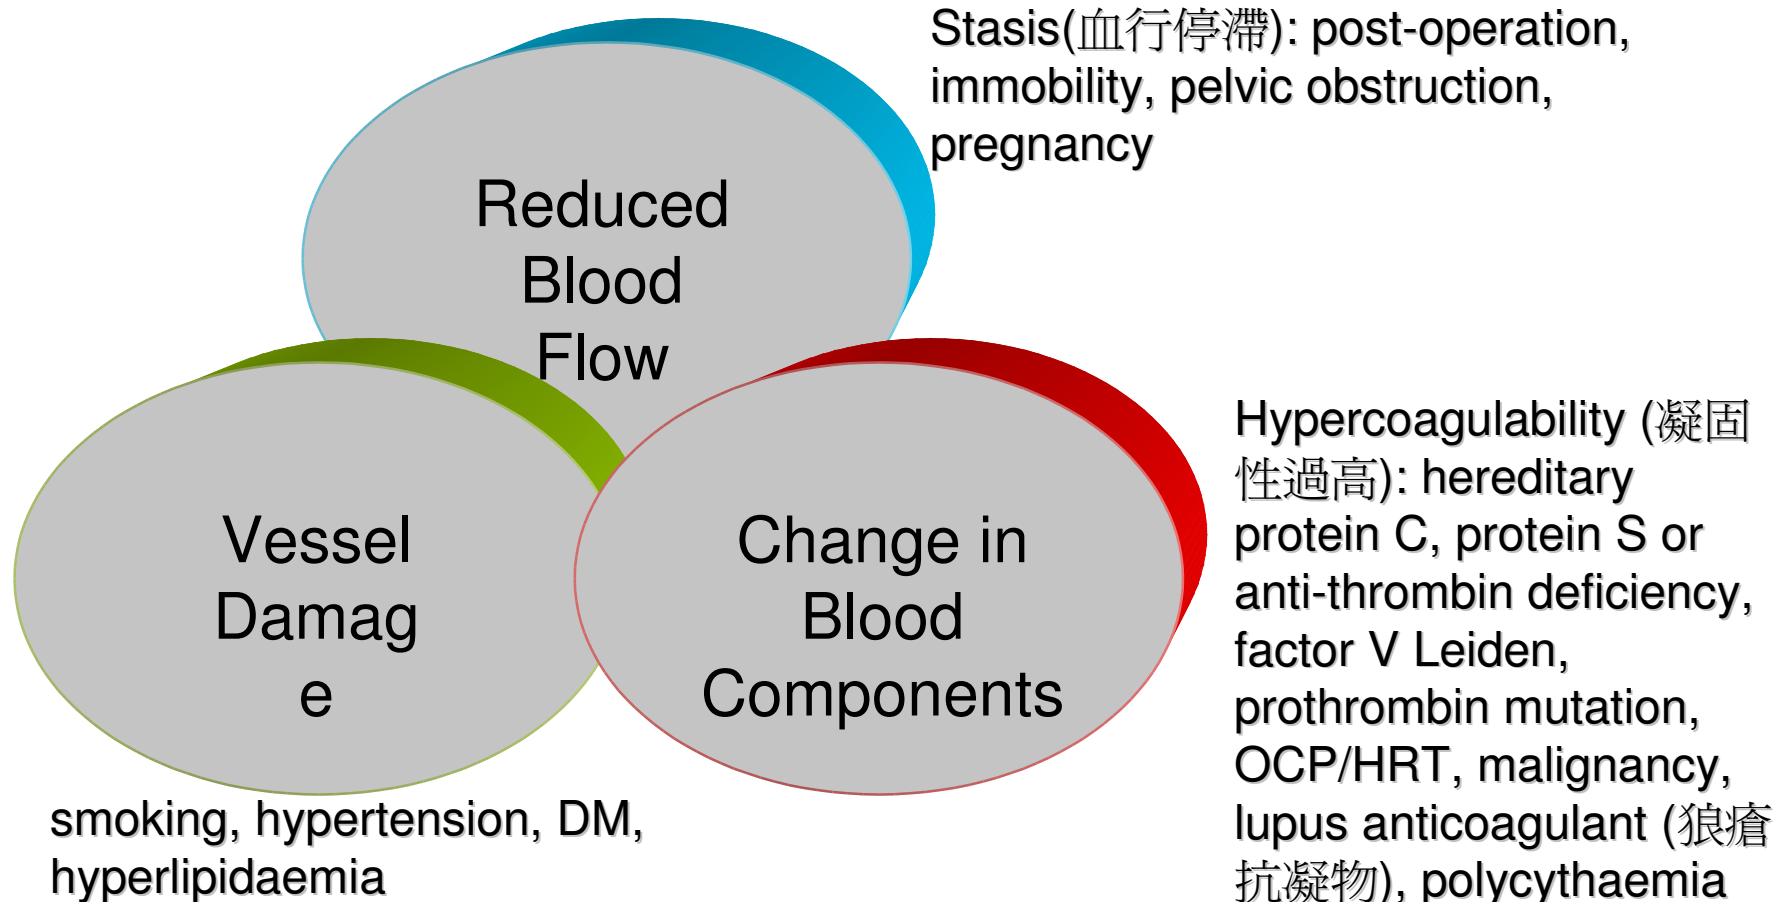 Stasis(血行停滯): post-operation,
immobility, pelvic obstruction,
pregnancy
Reduced
Blood
Flow
Vessel
Damag
e
Change in
Blood
Components
Hypercoagulability (凝固
性過高): hereditary
protein C, protein S or
anti-thrombin deficiency,
factor V Leiden,
prothrombin mutation,
OCP/HRT, malignancy,
lupus anticoagulant (狼瘡
抗凝物), polycythaemia
smoking, hypertension, DM,
hyperlipidaemia